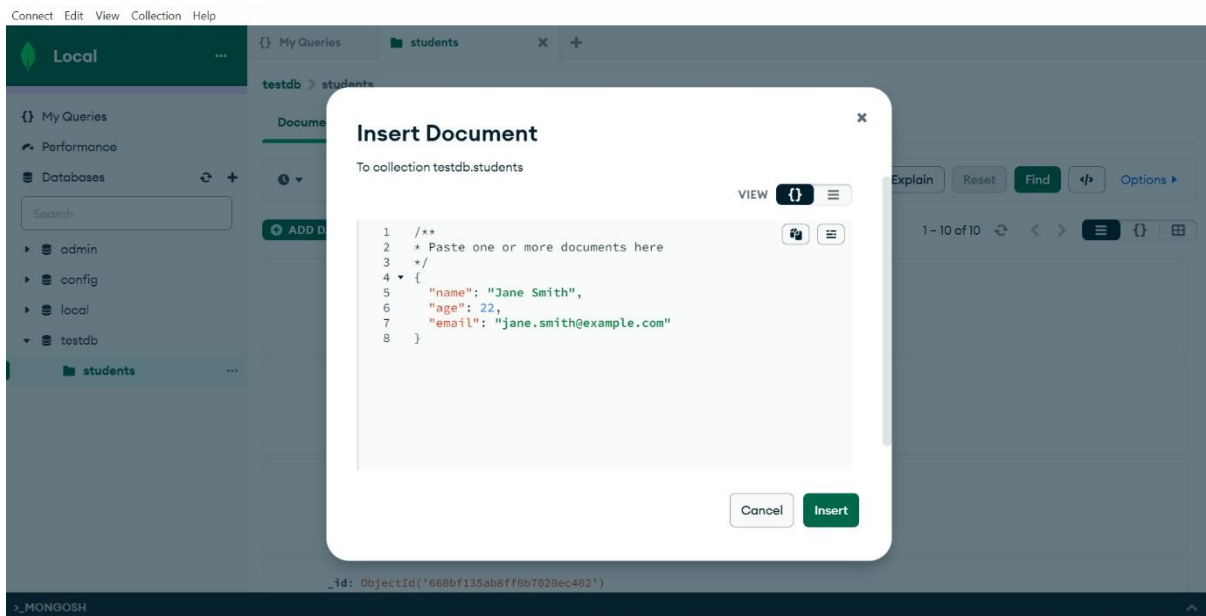 Connect Edit View Collection Help
Local
{} My Queries
students
testdb > students
{} My Queries
Performance
Databases
Search
admin
config
local
testdb
students
Docume
Explain
Reset
Find
</>
Options
ADD D
1 – 10 of 10
{}
Insert Document
To collection testdb.students
VIEW {}
1 /**
2 * Paste one or more documents here
3 */
4 {
5 "name": "Jane Smith",
6 "age": 22,
7 "email": "jane.smith@example.com"
8 }
Cancel
Insert
_id: ObjectId('660bf135ab8ff0b7020ec402')
>_MONGOSH